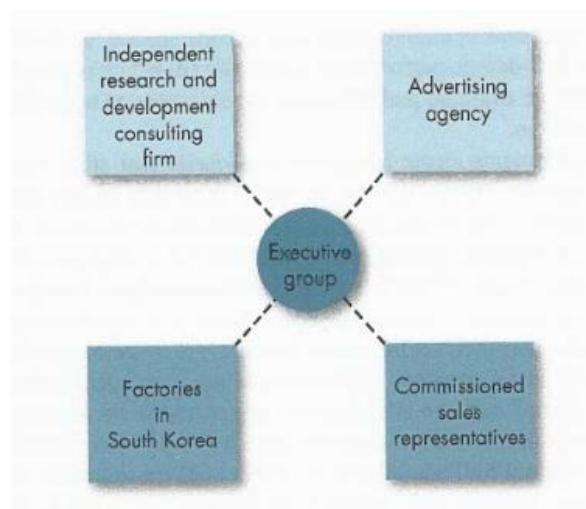 Independent
research and
development
consulting
firm
Advertising
agency
Executive
group
Factories
in
South Korea
Commissioned
sales
representatives